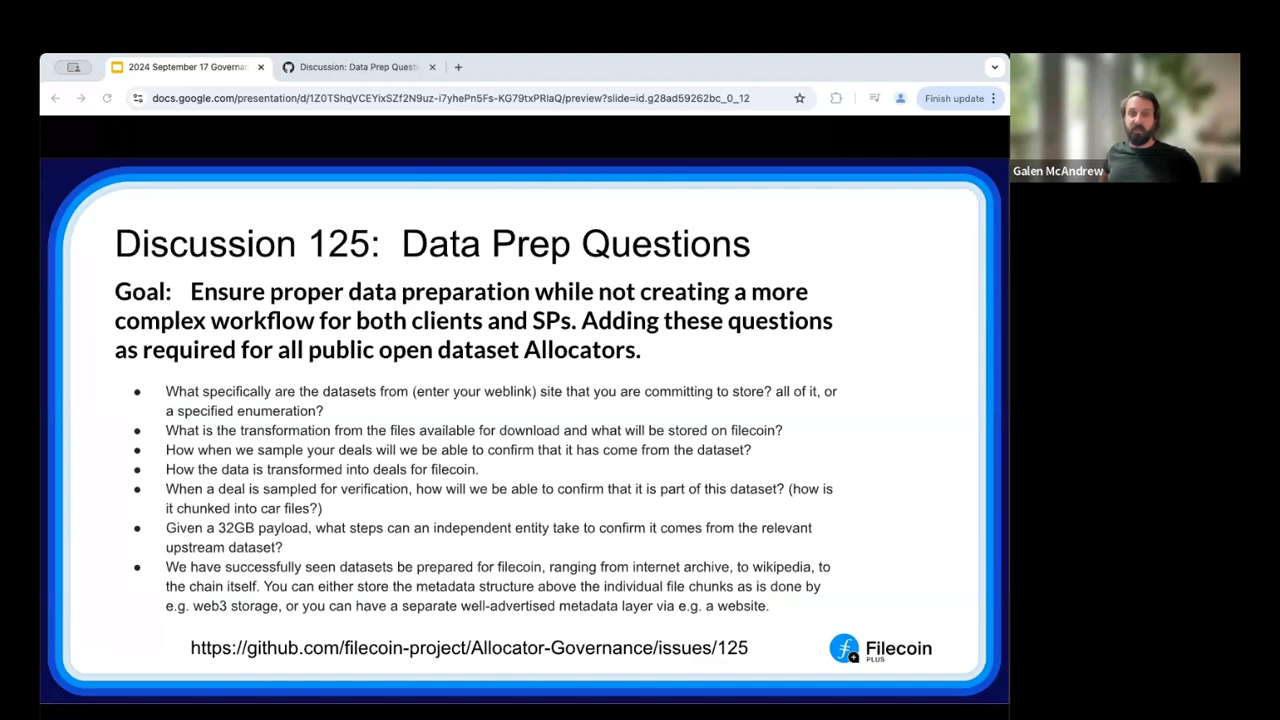 2024 September 17 Governa
Discussion: Data Prep Quest
docs.google.com/presentation/d/1Z0TShqVCEYixSZf2N9uz-i7yhePn5Fs-KG79txPRlaQ/preview?slide=id.g28ad59262bc_0_12
Finish update
Galen McAndrew
Discussion 125: Data Prep Questions
Goal: Ensure proper data preparation while not creating a more
complex workflow for both clients and SPs. Adding these questions
as required for all public open dataset Allocators.
● What specifically are the datasets from (enter your weblink) site that you are committing to store? all of it, or
a specified enumeration?
● What is the transformation from the files available for download and what will be stored on filecoin?
● How when we sample your deals will we be able to confirm that it has come from the dataset?
● How the data is transformed into deals for filecoin.
● When a deal is sampled for verification, how will we be able to confirm that it is part of this dataset? (how is
it chunked into car files?)
● Given a 32GB payload, what steps can an independent entity take to confirm it comes from the relevant
upstream dataset?
● We have successfully seen datasets be prepared for filecoin, ranging from internet archive, to wikipedia, to
the chain itself. You can either store the metadata structure above the individual file chunks as is done by
e.g. web3 storage, or you can have a separate well-advertised metadata layer via e.g. a website.
https://github.com/filecoin-project/Allocator-Governance/issues/125
Filecoin
PLUS